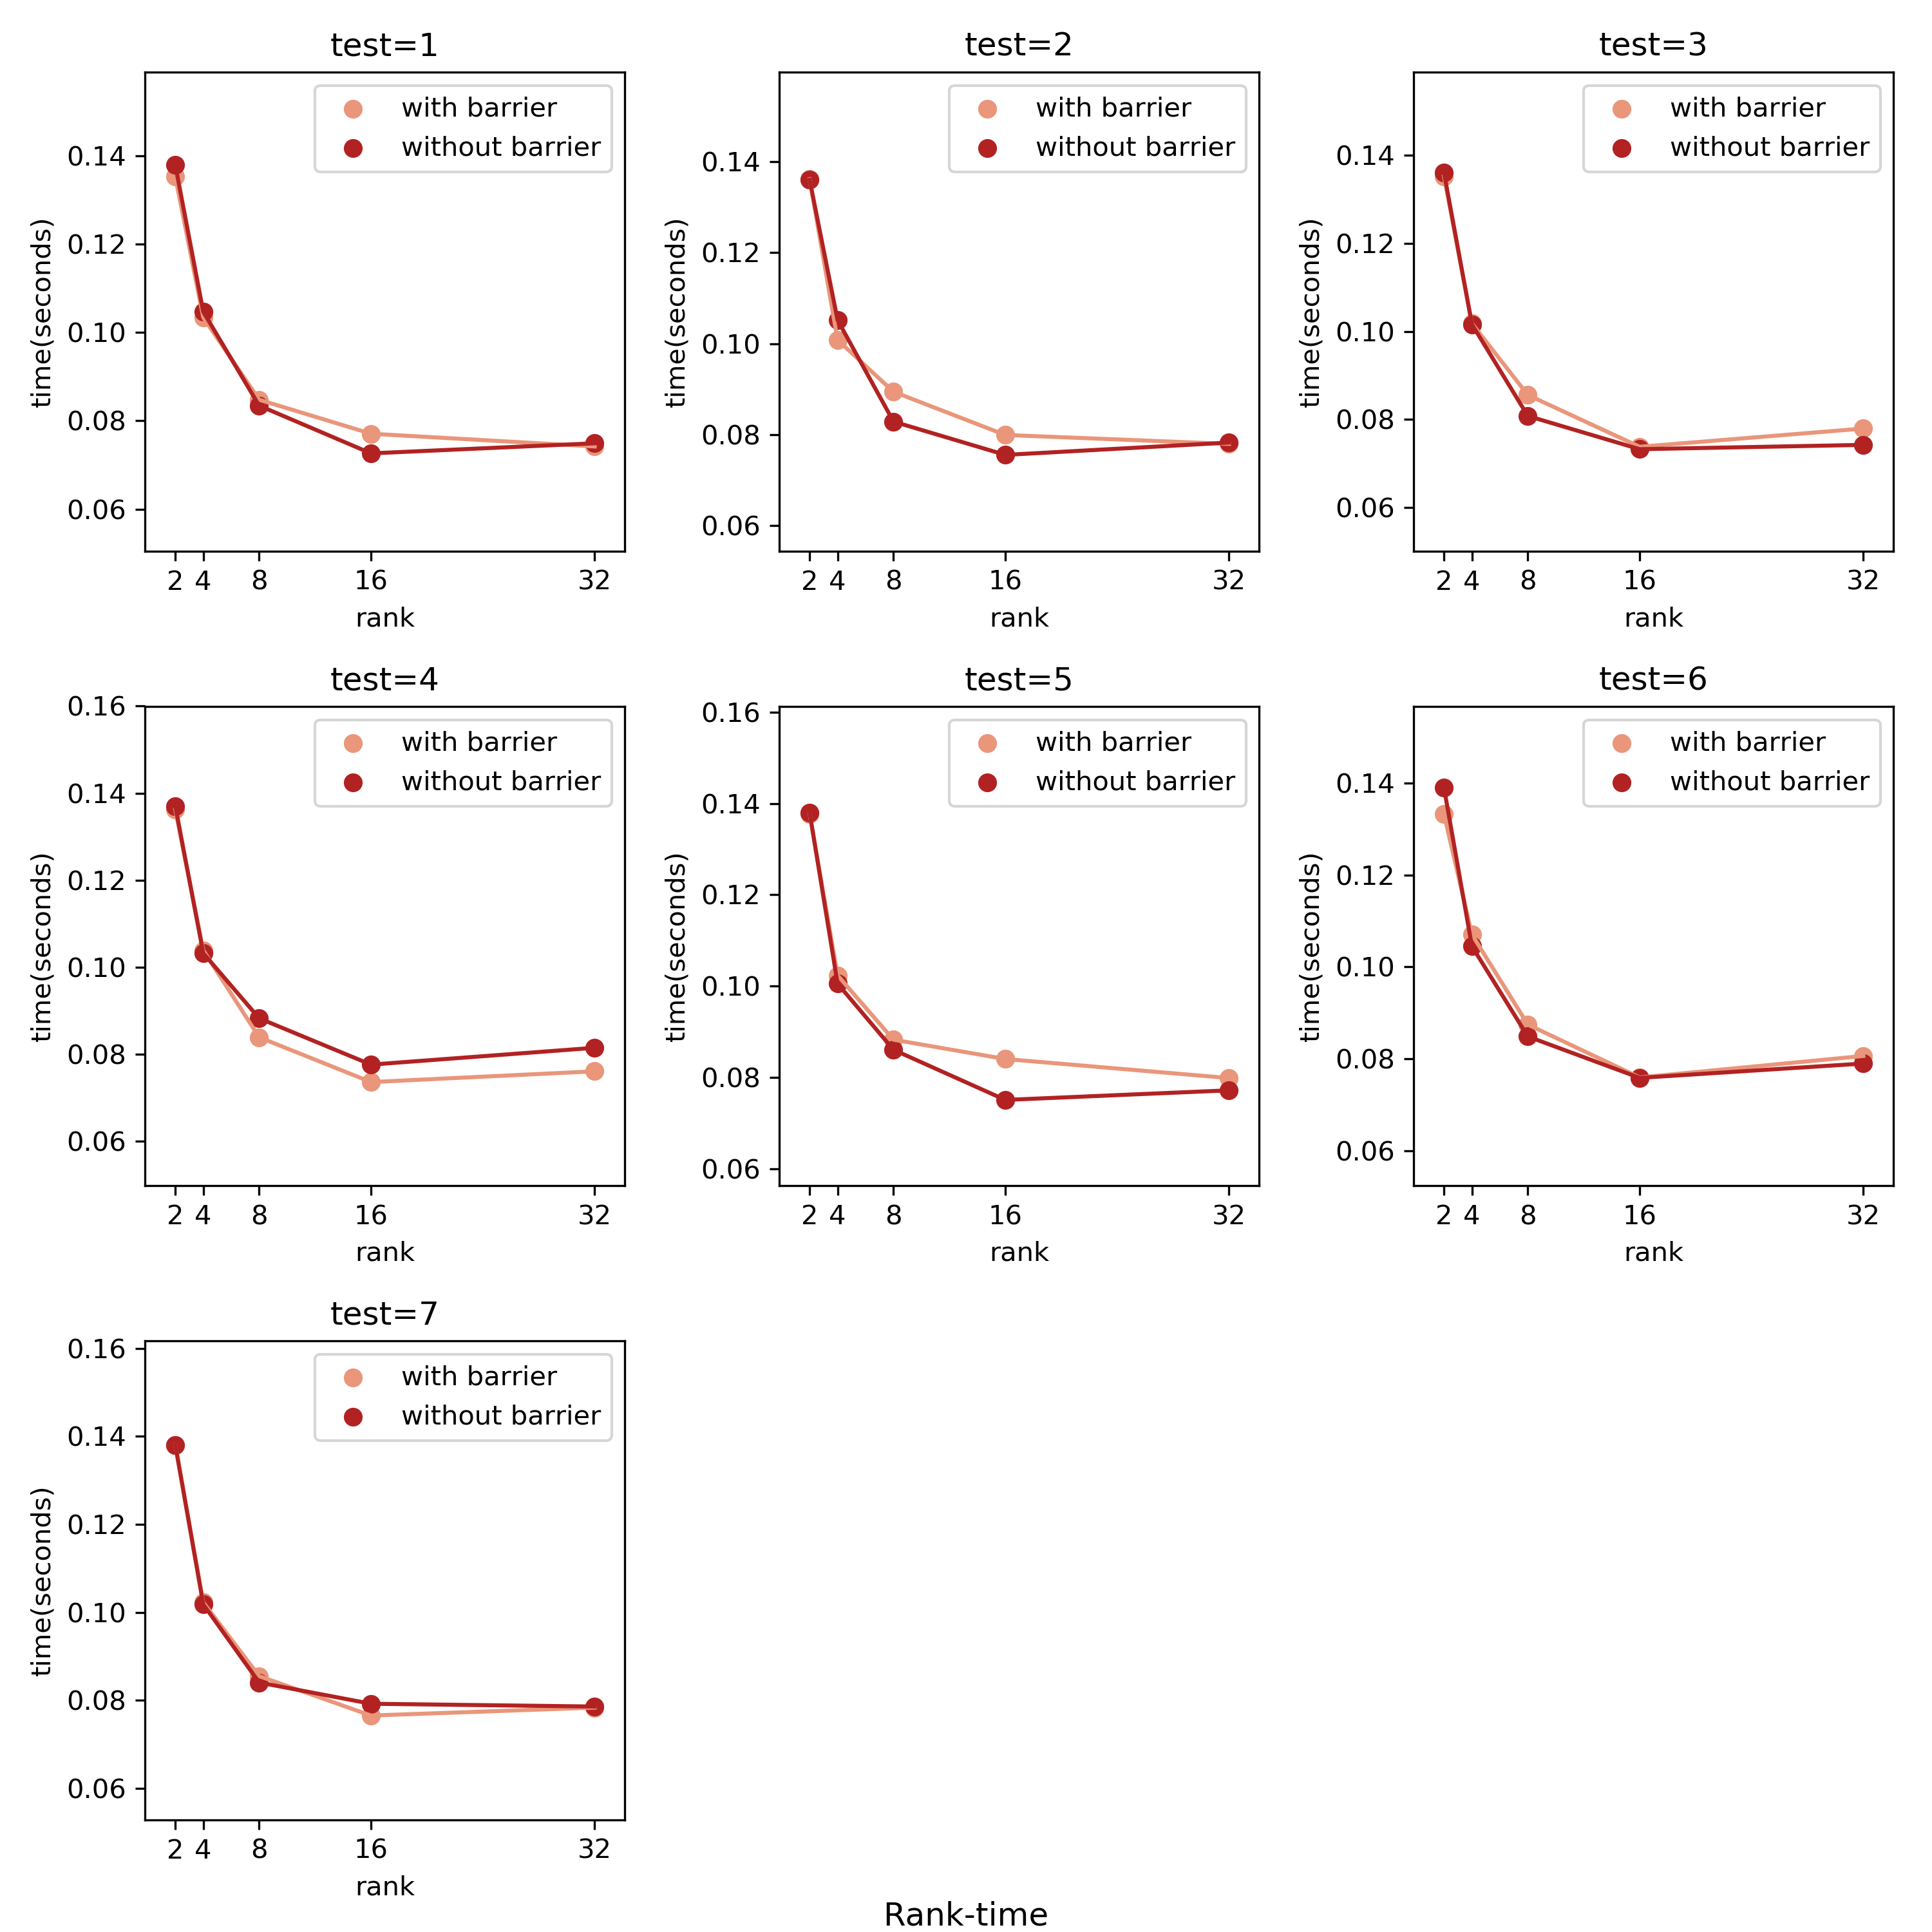 test=1
with barrier
without barrier
0.14
0.12
0.10
0.08
0.06
time(seconds)
2 4 8 16 32
rank
test=2
with barrier
without barrier
0.14
0.12
0.10
0.08
0.06
time(seconds)
2 4 8 16 32
rank
test=3
with barrier
without barrier
0.14
0.12
0.10
0.08
0.06
time(seconds)
2 4 8 16 32
rank
test=4
with barrier
without barrier
0.16
0.14
0.12
0.10
0.08
0.06
time(seconds)
2 4 8 16 32
rank
test=5
with barrier
without barrier
0.16
0.14
0.12
0.10
0.08
0.06
time(seconds)
2 4 8 16 32
rank
test=6
with barrier
without barrier
0.14
0.12
0.10
0.08
0.06
time(seconds)
2 4 8 16 32
rank
test=7
with barrier
without barrier
0.16
0.14
0.12
0.10
0.08
0.06
time(seconds)
2 4 8 16 32
rank
Rank-time